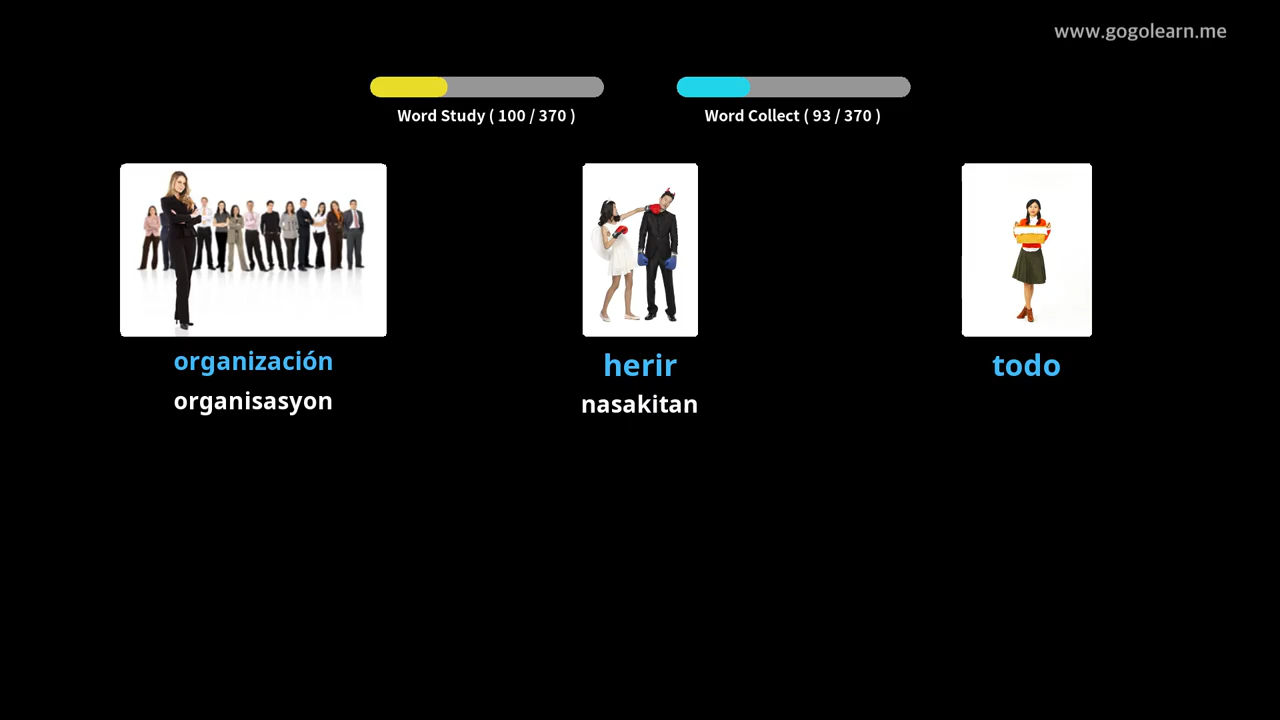 www.gogolearn.me
Word Study ( 100 / 370 )
Word Collect ( 93 / 370 )
organización
organisasyon
herir
nasakitan
todo